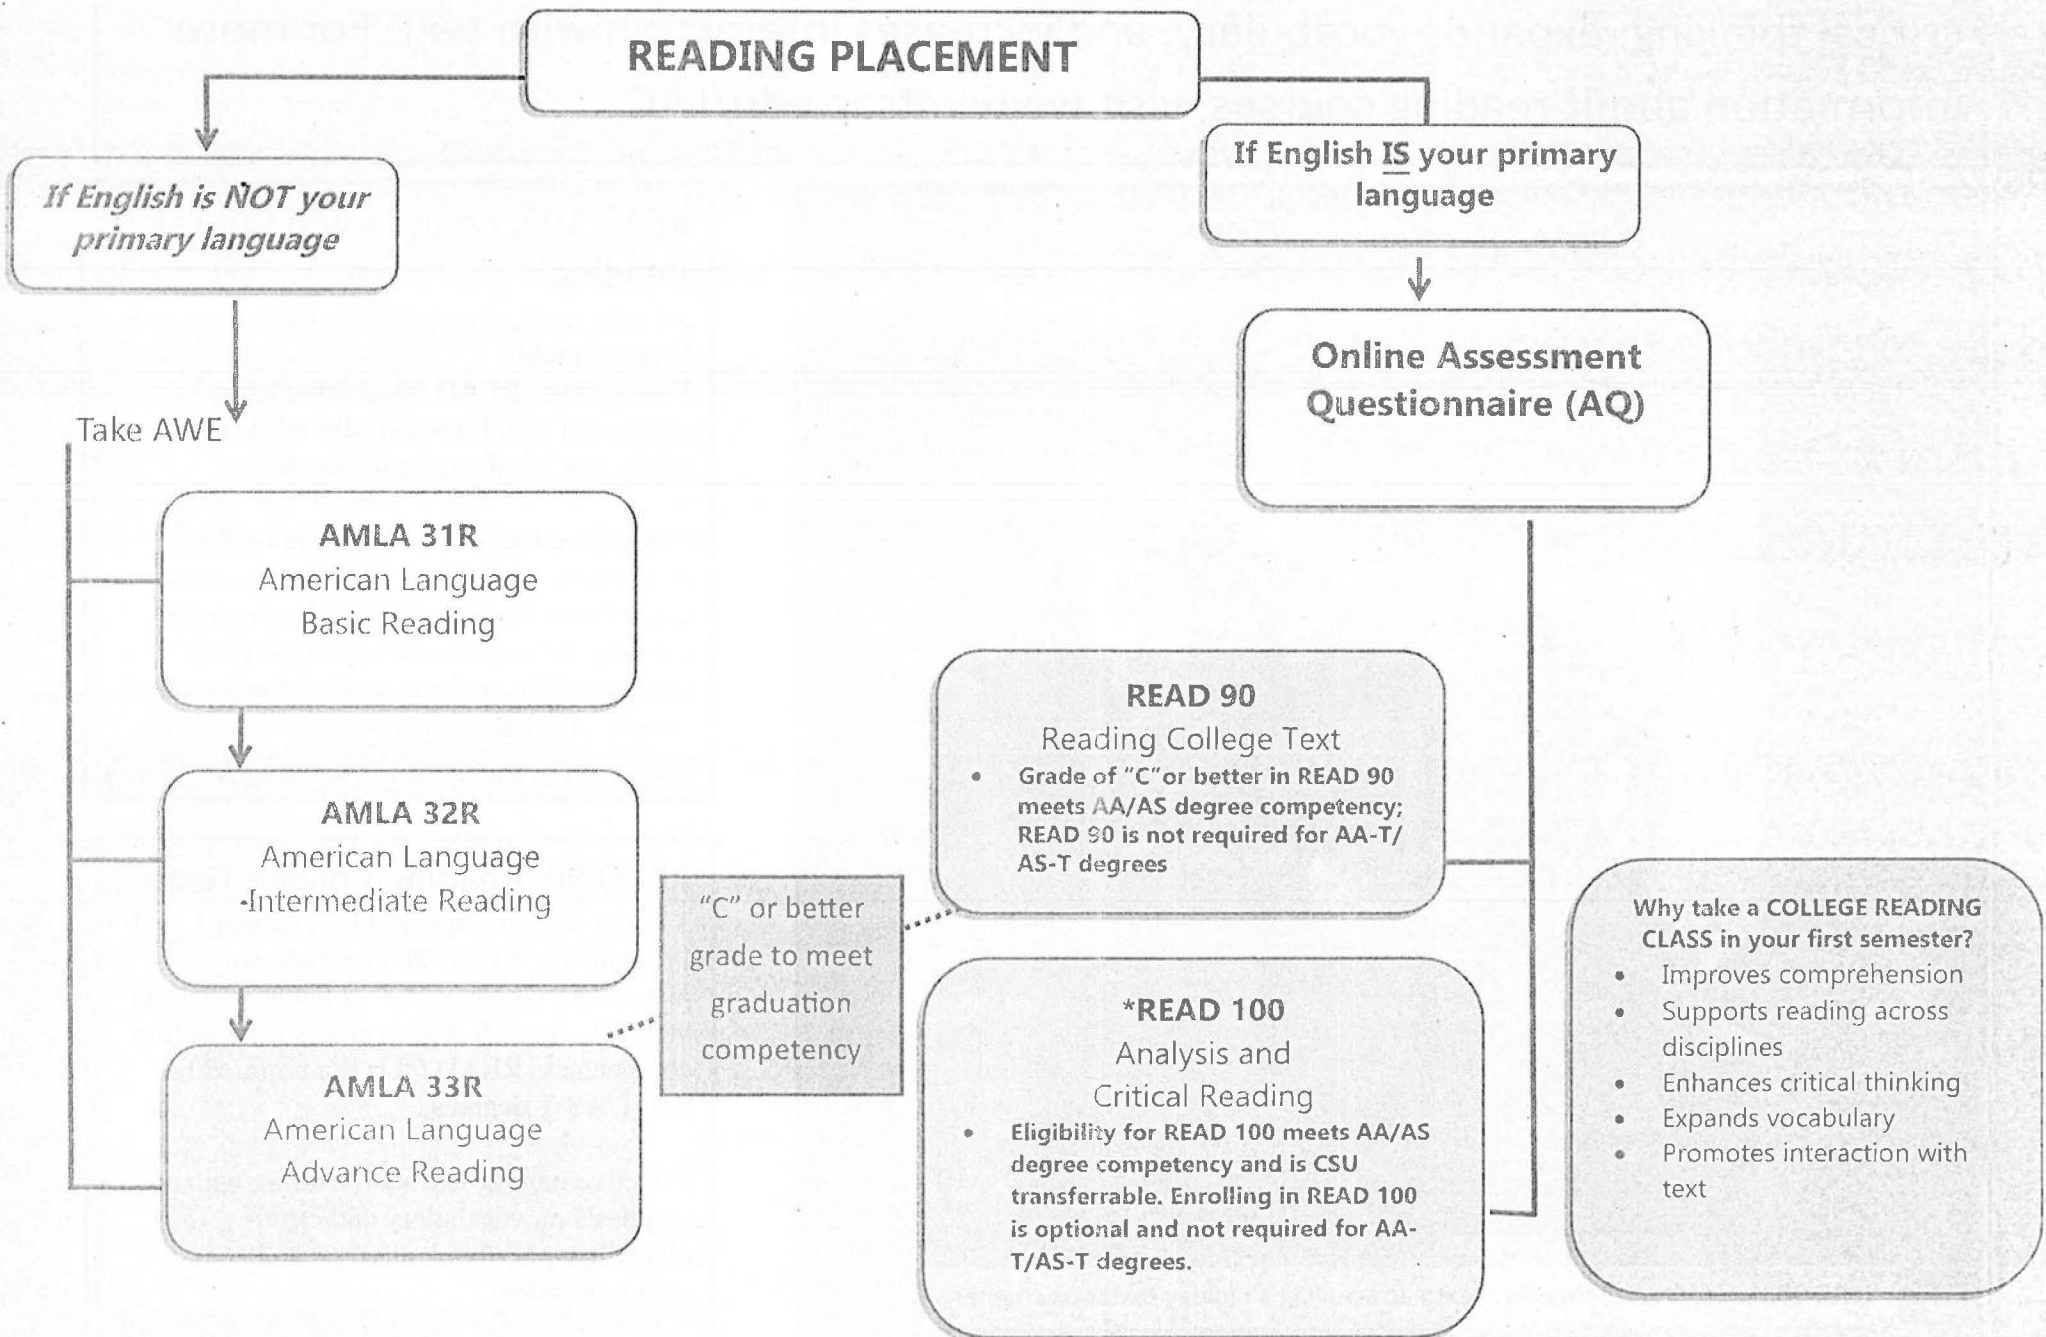 READING PLACEMENT
If English is NOT your
primary language
If English IS your primary
language
Online Assessment
Questionnaire (AQ)
Take AWE
AMLA 31R
American Language
Basic Reading
AMLA 32R
American Language
-Intermediate Reading
AMLA 33R
American Language
Advance Reading
"C" or better
grade to meet
graduation
competency
READ 90
Reading College Text
• Grade of "C"or better in READ 90
meets AA/AS degree competency;
READ 90 is not required for AA-T/
AS-T degrees
*READ 100
Analysis and
Critical Reading
• Eligibility for READ 100 meets AA/AS
degree competency and is CSU
transferrable. Enrolling in READ 100
is optional and not required for AA-
T/AS-T degrees.
Why take a COLLEGE READING
CLASS in your first semester?
• Improves comprehension
• Supports reading across
disciplines
• Enhances critical thinking
• Expands vocabulary
• Promotes interaction with
text